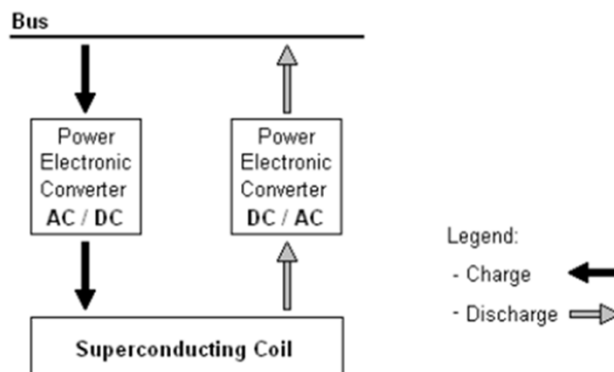 Bus
Power
Electronic
Converter
AC / DC
Power
Electronic
Converter
DC / AC
Legend:
- Charge
- Discharge
Superconducting Coil